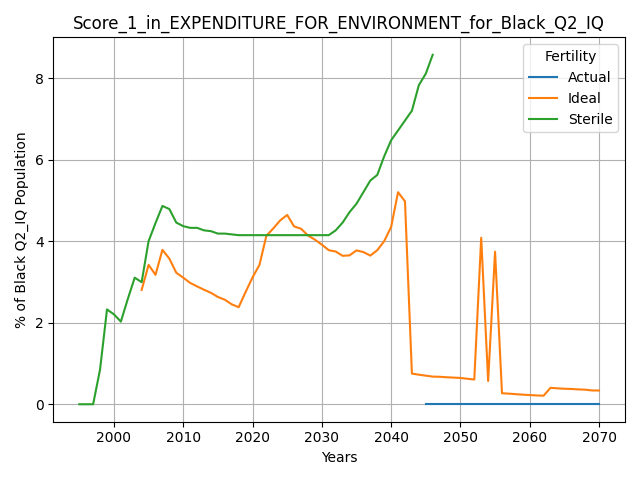 Score_1_in_EXPENDITURE_FOR_ENVIRONMENT_for_Black_Q2_IQ
Fertility
Actual
Ideal
Sterile
% of Black Q2_IQ Population
8
6
4
2
0
2000 2010 2020 2030 2040 2050 2060 2070
Years